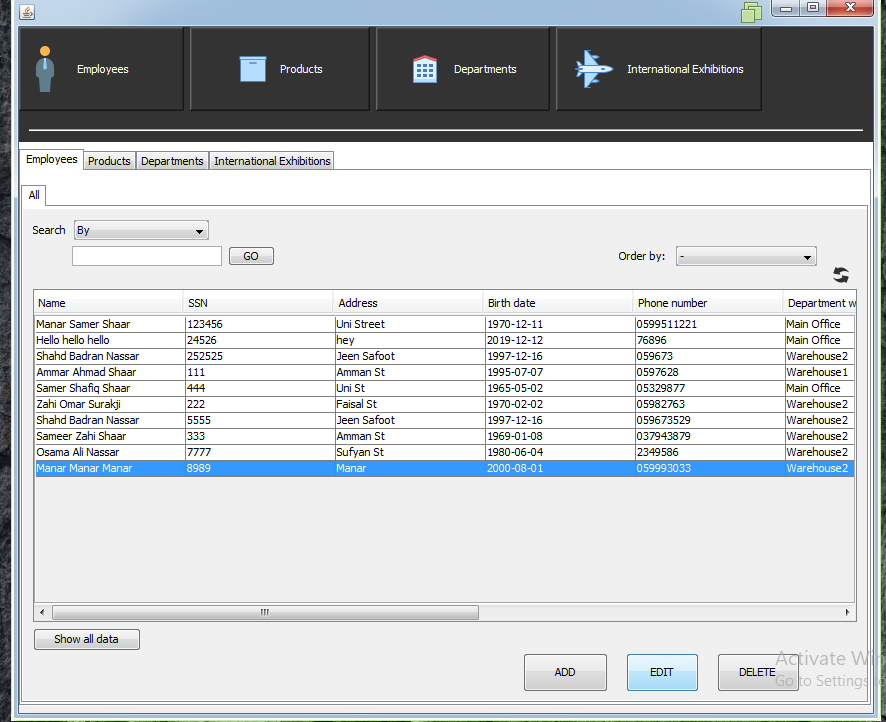 Employees Products Departments International Exhibitions
Employees Products Departments International Exhibitions
All
Search By
GO Order by: -
Name SSN Address Birth date Phone number Department w
Manar Samer Shaar 123456 Uni Street 1970-12-11 0599511221 Main Office
Hello hello hello 24526 hey 2019-12-12 76896 Main Office
Shahd Badran Nassar 252525 Jeen Safoot 1997-12-16 059673 Warehouse2
Ammar Ahmad Shaar 111 Amman St 1995-07-07 0597628 Warehouse1
Samer Shafiq Shaar 444 Uni St 1965-05-02 05329877 Main Office
Zahi Omar Surakji 222 Faisal St 1970-02-02 05982763 Warehouse2
Shahd Badran Nassar 5555 Jeen Safoot 1997-12-16 059673529 Warehouse2
Sameer Zahi Shaar 333 Amman St 1969-01-08 037943879 Warehouse2
Osama Ali Nassar 7777 Sufyan St 1980-06-04 2349586 Warehouse2
Manar Manar Manar 8989 Manar 2000-08-01 059993033 Warehouse2
Show all data
ADD EDIT DELETE
Activate Win
Go to Settings to